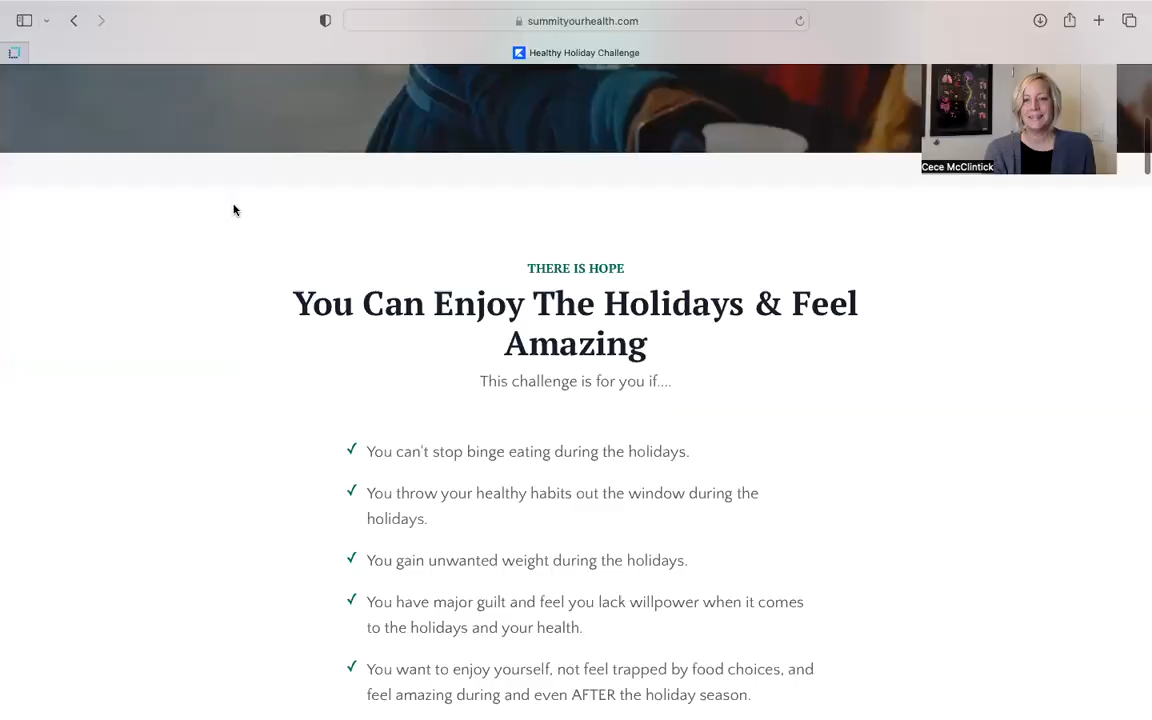 summityourhealth.com
Healthy Holiday Challenge
Cece McClintick
THERE IS HOPE
You Can Enjoy The Holidays & Feel
Amazing
This challenge is for you if....
✓ You can't stop binge eating during the holidays.
✓ You throw your healthy habits out the window during the
holidays.
✓ You gain unwanted weight during the holidays.
✓ You have major guilt and feel you lack willpower when it comes
to the holidays and your health.
✓ You want to enjoy yourself, not feel trapped by food choices, and
feel amazing during and even AFTER the holiday season.